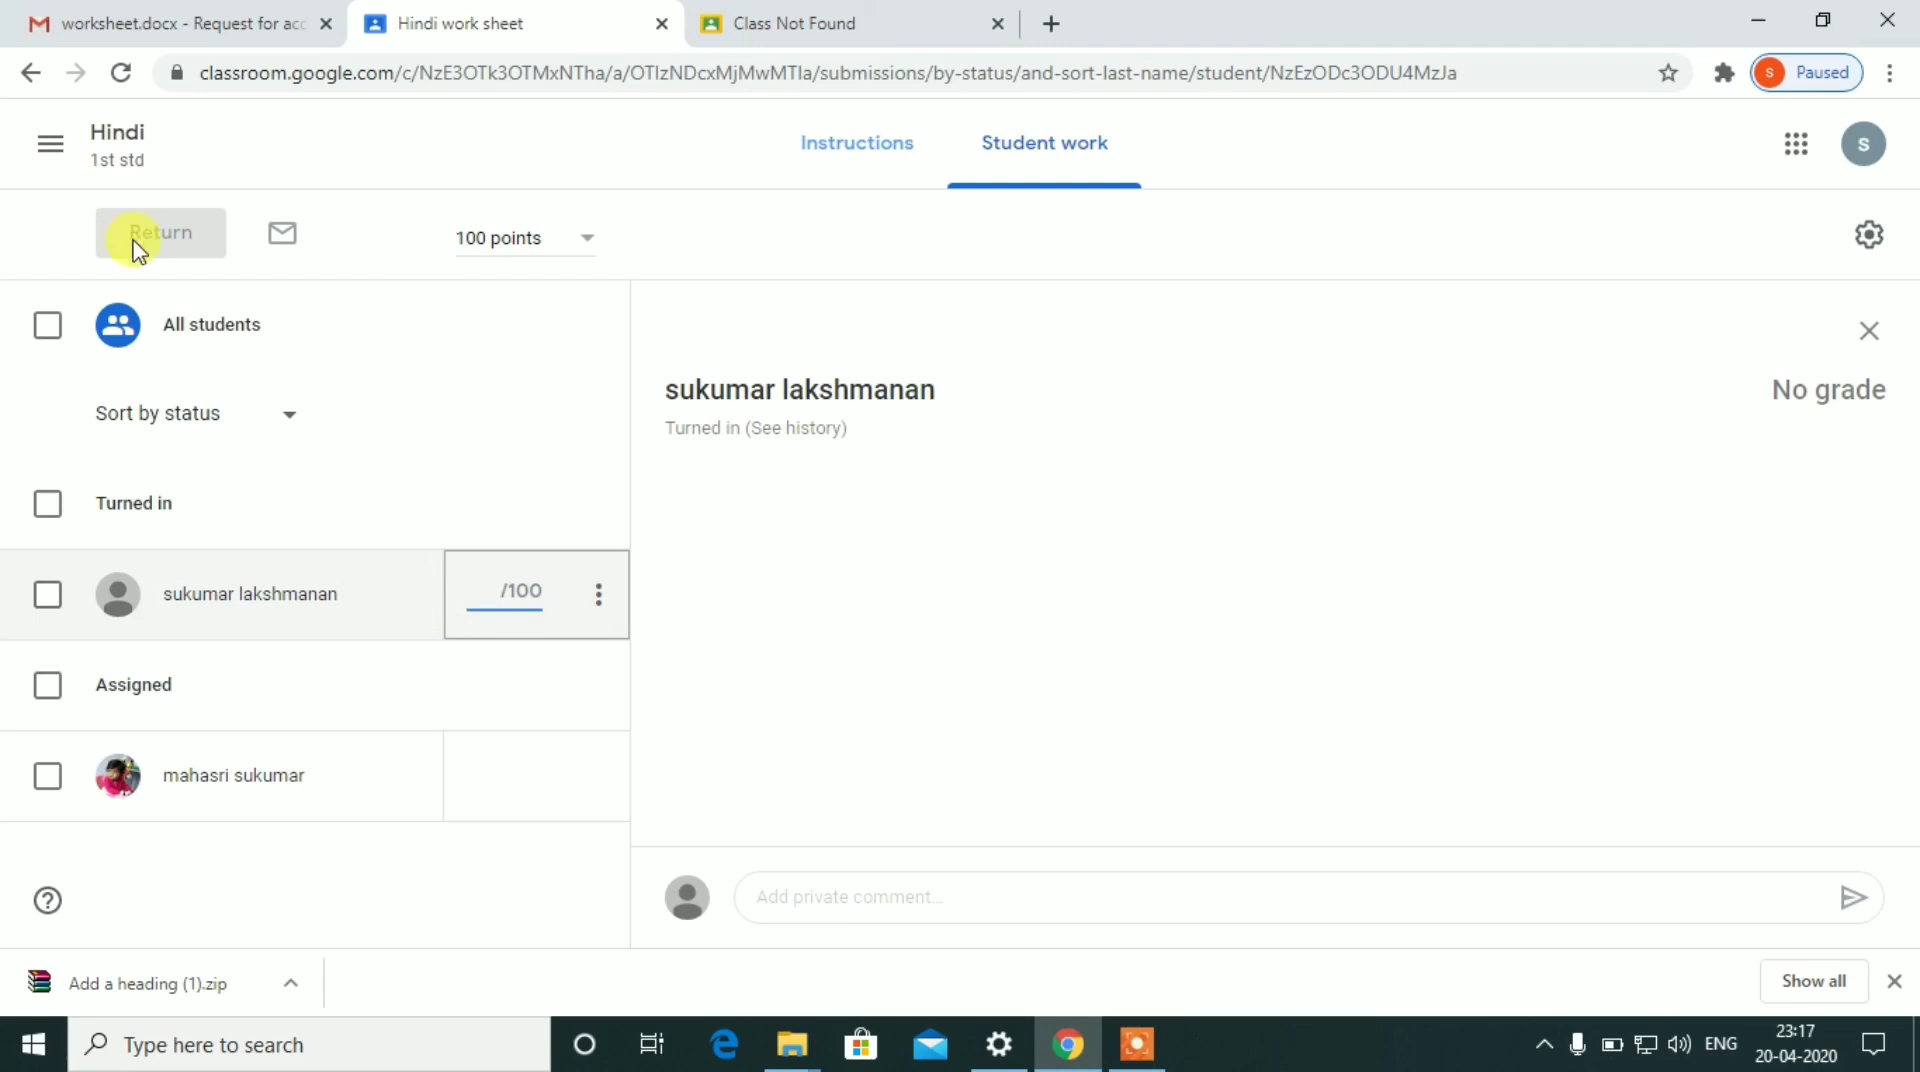 worksheet.docx - Request for acc
Hindi work sheet
Class Not Found
classroom.google.com/c/NzE3OTk3OTMxNTha/a/OTIzNDcxMjMwMTIa/submissions/by-status/and-sort-last-name/student/NzEzODc3ODU4MzJa
S
Paused
Hindi
1st std
Instructions
Student work
S
Return
100 points
All students
Sort by status
Turned in
sukumar lakshmanan
/100
Assigned
mahasri sukumar
sukumar lakshmanan
No grade
Turned in (See history)
Add private comment...
Add a heading (1).zip
Show all
Type here to search
ENG
23:17
20-04-2020